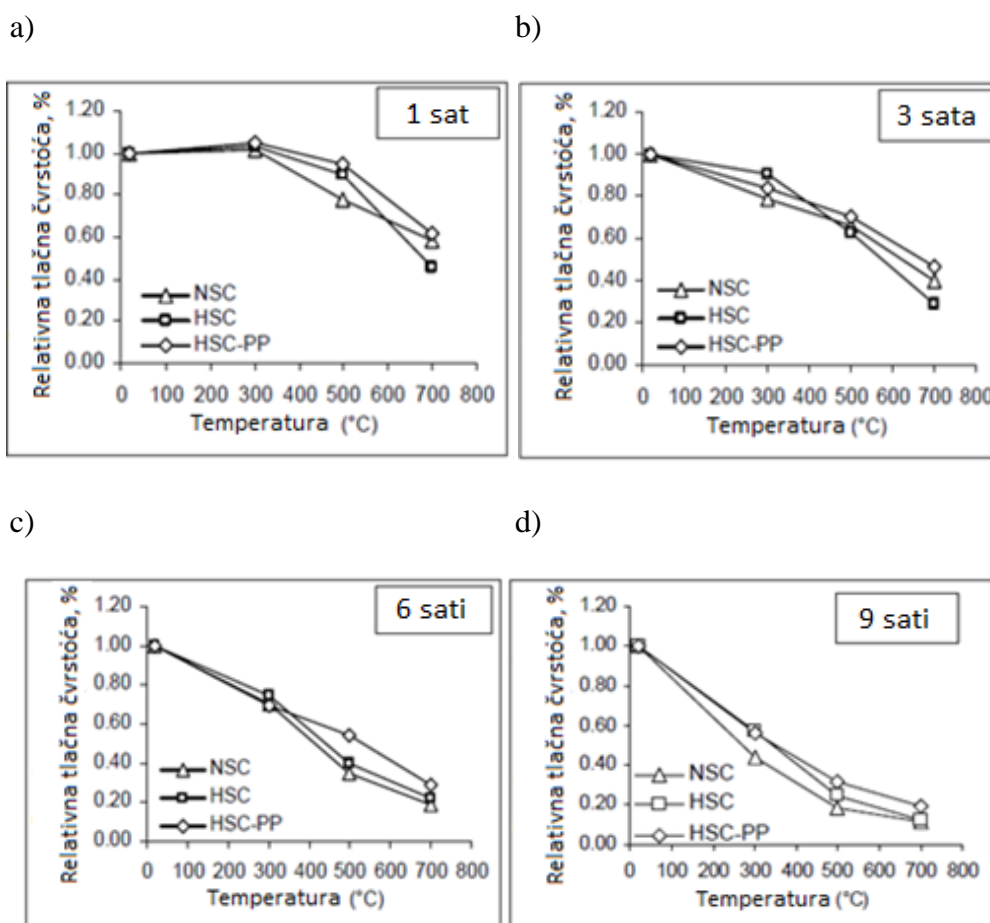 a)
b)
Relativna tlačna čvrstóća, %
1.20
1.00
0.80
0.60
0.40
0.20
0.00
1 sat
NSC
HSC
HSC-PP
0 100 200 300 400 500 600 700 800
Temperatura (°C)
Relativna tlačna čvrstóća, %
1.20
1.00
0.80
0.60
0.40
0.20
0.00
3 sata
NSC
HSC
HSC-PP
0 100 200 300 400 500 600 700 800
Temperatura (°C)
c)
d)
Relativna tlačna čvrstóća, %
1.20
1.00
0.80
0.60
0.40
0.20
0.00
6 sati
NSC
HSC
HSC-PP
0 100 200 300 400 500 600 700 800
Temperatura (°C)
Relativna tlačna čvrstóća, %
1.20
1.00
0.80
0.60
0.40
0.20
0.00
9 sati
NSC
HSC
HSC-PP
0 100 200 300 400 500 600 700 800
Temperatura (°C)